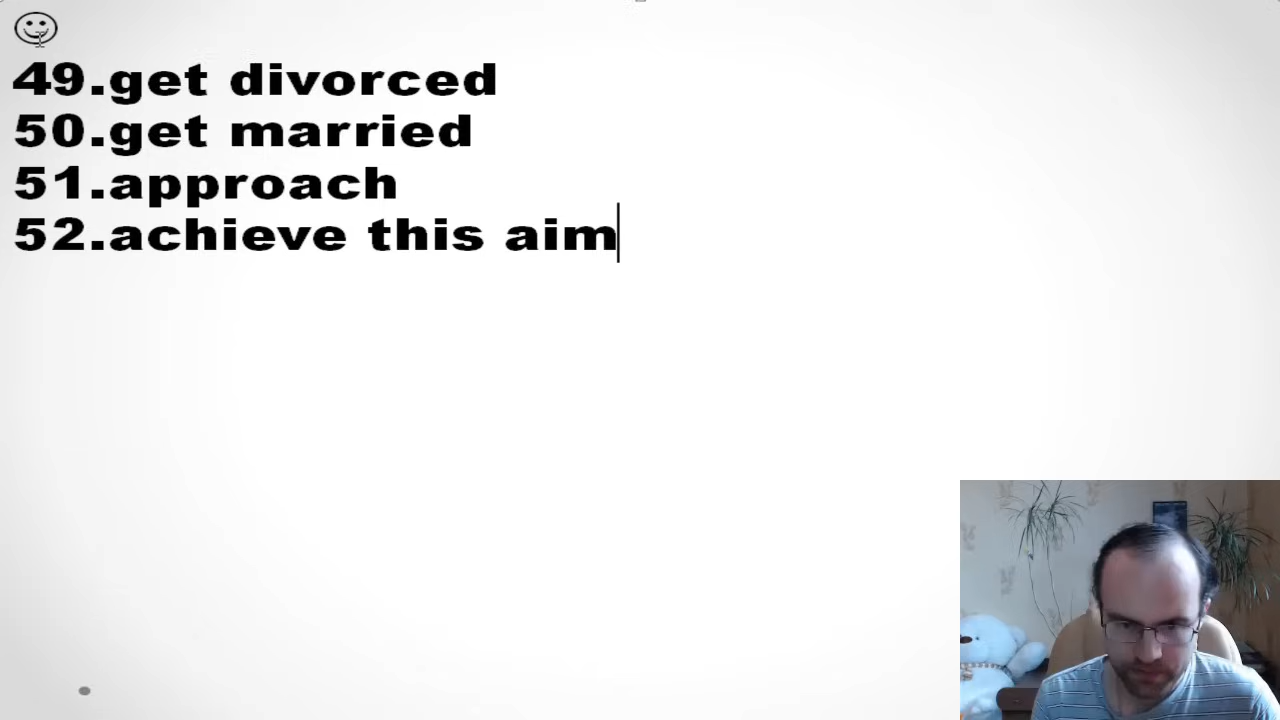 49.get divorced
50.get married
51.approach
52.achieve this aim